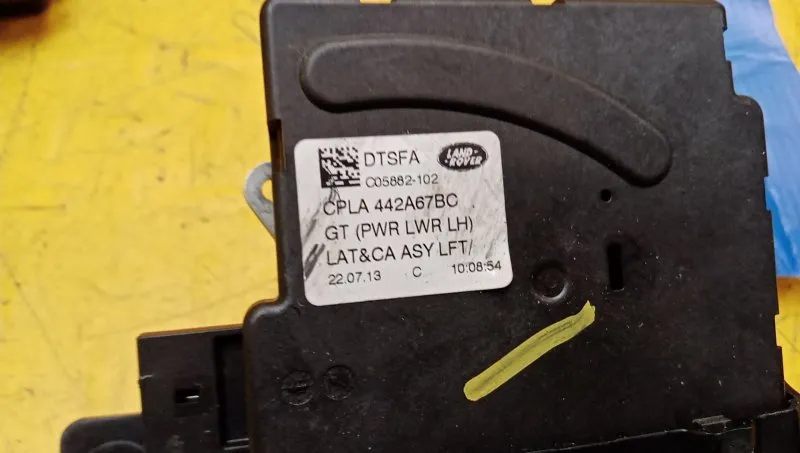 DTSFA
LAND-
ROVER
C05882-102
CPLA 442A67BC
GT (PWR LWR LH)
LAT&CA ASY LFT/
22.07.13 C 10:08:54